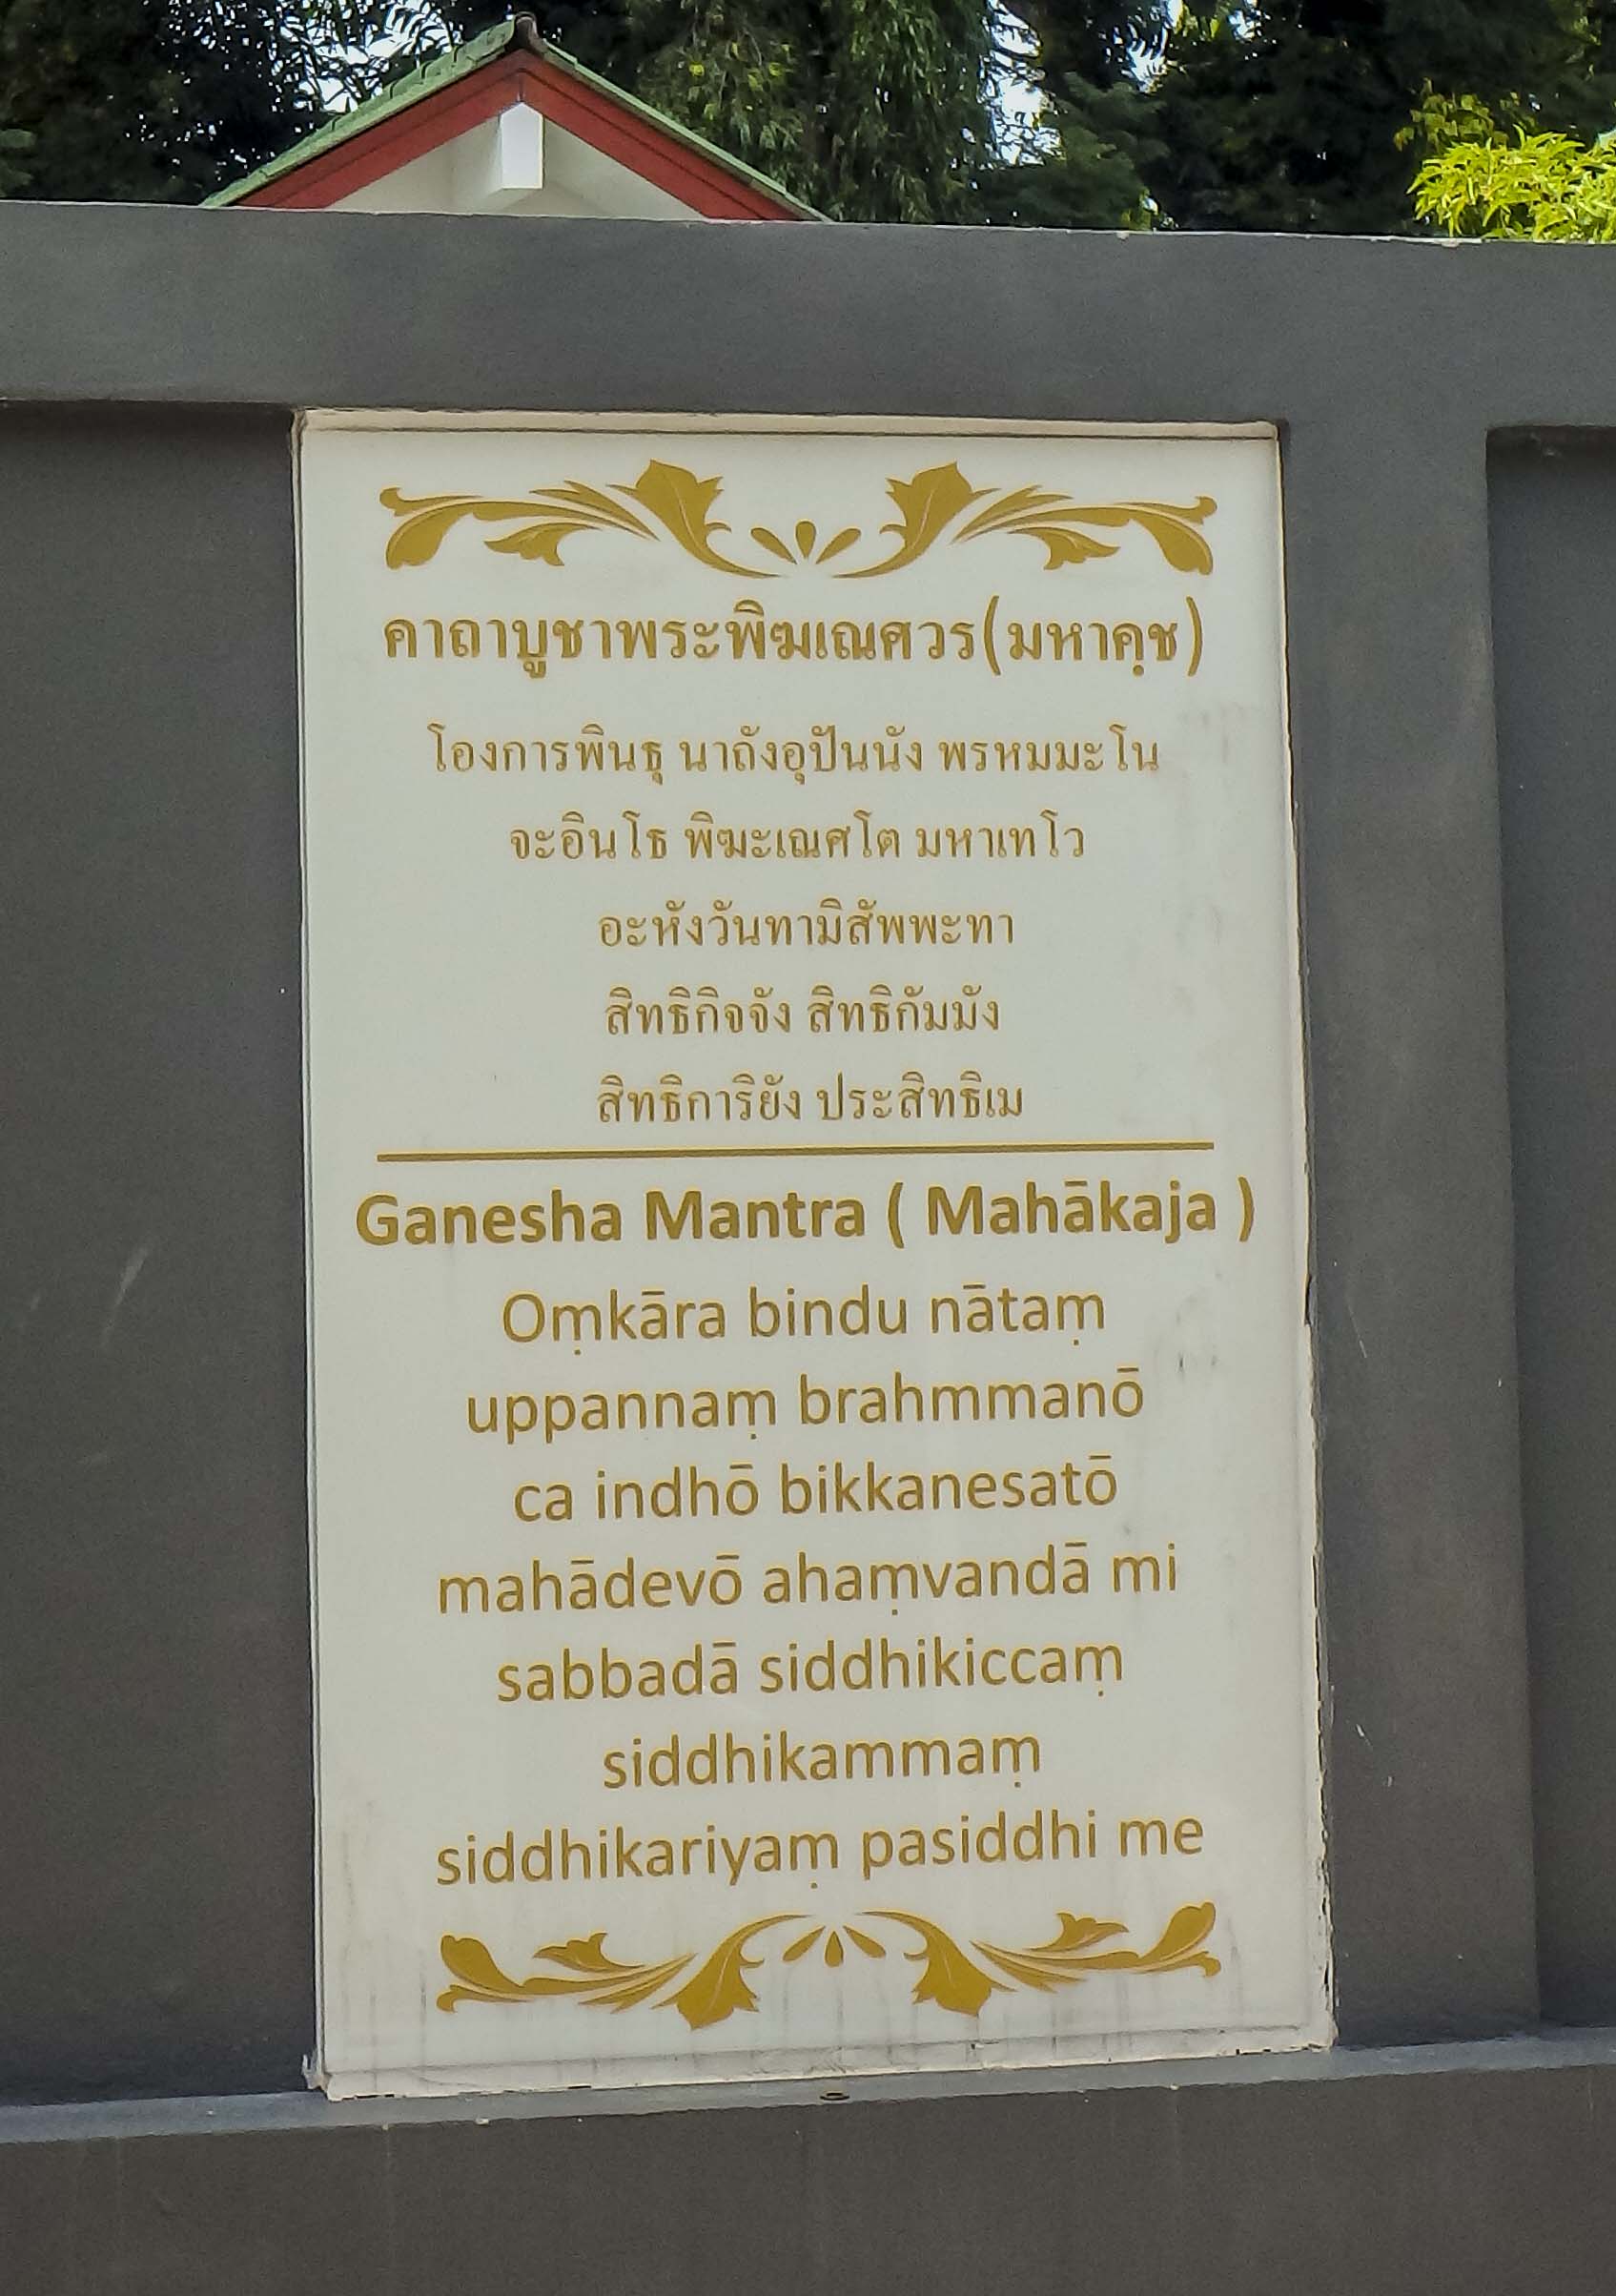 คาถาบูชาพระพิฆเณศวร(มหาคฺช)
โองการพินธุ นาถังอุปันนัง พรหมมะโน
จะอินโธ พิฆะเณศโต มหาเทโว
อะหังวันทามิสัพพะทา
สิทธิกิจจัง สิทธิกัมมัง
สิทธิการิยัง ประสิทธิเม
Ganesha Mantra ( Mahākaja )
Oṃkāra bindu nātaṃ
uppannaṃ brahmmanō
ca indhō bikkanesatō
mahādevō ahaṃvandā mi
sabbadā siddhikiccaṃ
siddhikammaṃ
siddhikariyaṃ pasiddhi me